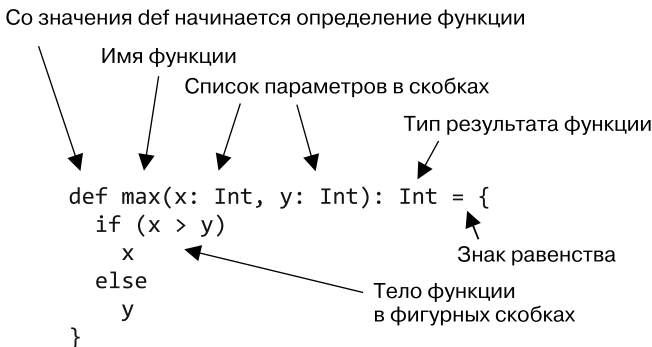 Со значения def начинается определение функции
Имя функции
Список параметров в скобках
Тип результата функции
def max(x: Int, y: Int): Int = {
  if (x > y)
    x
  else
    y
}
Знак равенства
Тело функции
в фигурных скобках